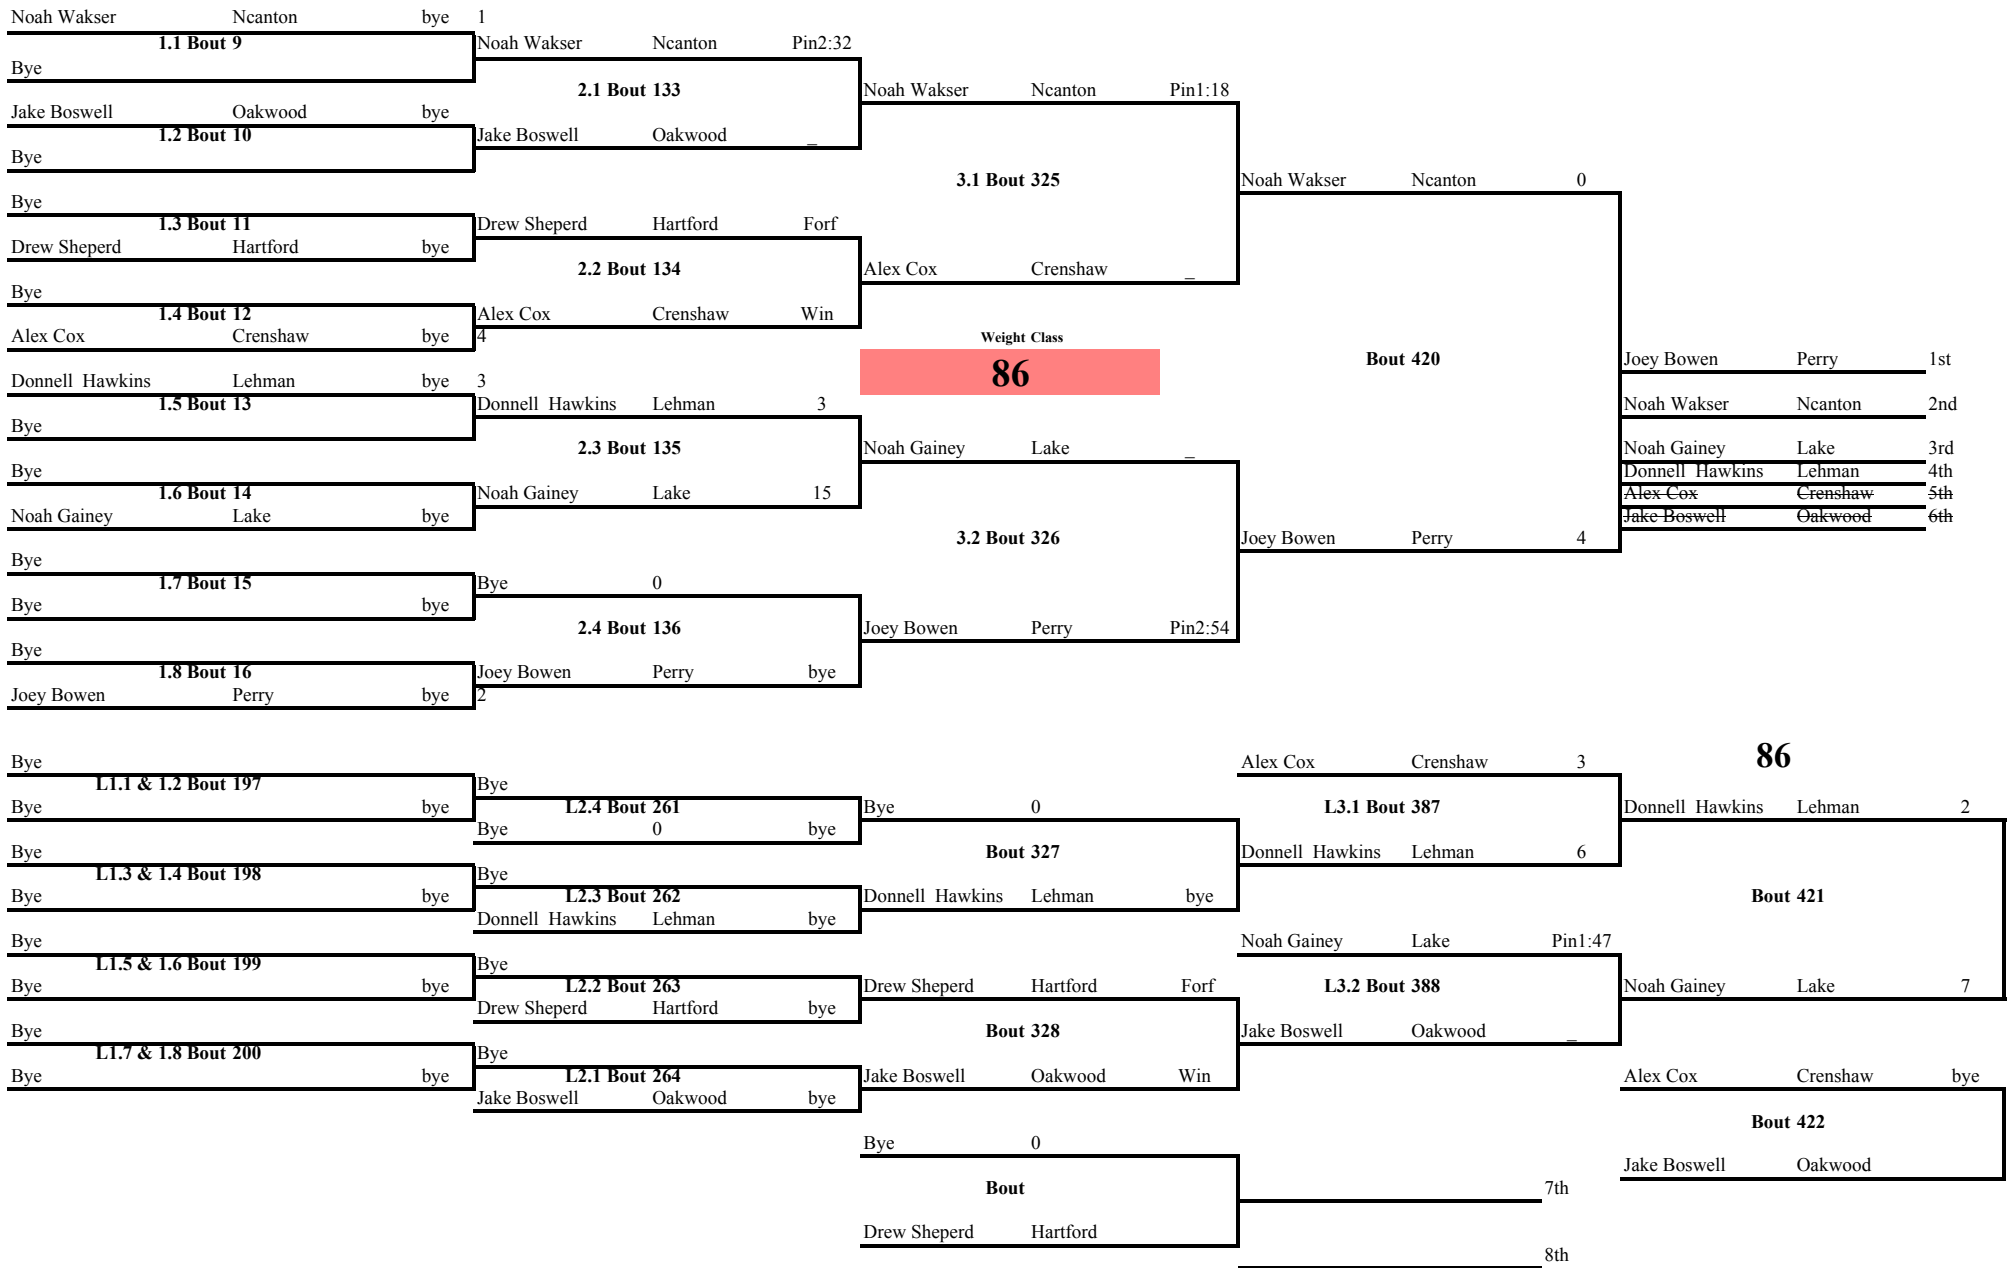 Noah Wakser Ncanton bye 1
1.1 Bout 9
Bye
Jake Boswell Oakwood bye
1.2 Bout 10
Bye
Bye
1.3 Bout 11
Drew Sheperd Hartford bye
Bye
1.4 Bout 12
Alex Cox Crenshaw bye 4
Donnell Hawkins Lehman bye 3
1.5 Bout 13
Bye
Bye
1.6 Bout 14
Noah Gainey Lake bye
Bye
1.7 Bout 15
Bye bye
Bye
1.8 Bout 16
Joey Bowen Perry bye 2
Noah Wakser Ncanton Pin2:32
2.1 Bout 133
Jake Boswell Oakwood _
Drew Sheperd Hartford Forf
2.2 Bout 134
Alex Cox Crenshaw Win
Donnell Hawkins Lehman 3
2.3 Bout 135
Noah Gainey Lake 15
Bye 0
2.4 Bout 136
Joey Bowen Perry bye
Noah Wakser Ncanton Pin1:18
3.1 Bout 325
Alex Cox Crenshaw _
Weight Class
86
Noah Gainey Lake _
3.2 Bout 326
Joey Bowen Perry Pin2:54
Noah Wakser Ncanton 0
Bout 420
Joey Bowen Perry 4
Joey Bowen Perry 1st
Noah Wakser Ncanton 2nd
Noah Gainey Lake 3rd
Donnell Hawkins Lehman 4th
Alex Cox Crenshaw 5th
Jake Boswell Oakwood 6th
Bye
L1.1 & 1.2 Bout 197
Bye bye
Bye
L1.3 & 1.4 Bout 198
Bye bye
Bye
L1.5 & 1.6 Bout 199
Bye bye
Bye
L1.7 & 1.8 Bout 200
Bye bye
Bye
L2.4 Bout 261
Bye 0 bye
Bye
L2.3 Bout 262
Donnell Hawkins Lehman bye
Bye
L2.2 Bout 263
Drew Sheperd Hartford bye
Bye
L2.1 Bout 264
Jake Boswell Oakwood bye
Bye 0
Bout 327
Donnell Hawkins Lehman bye
Drew Sheperd Hartford Forf
Bout 328
Jake Boswell Oakwood Win
Bye 0
Bout
Drew Sheperd Hartford
Alex Cox Crenshaw 3
L3.1 Bout 387
Donnell Hawkins Lehman 6
Noah Gainey Lake Pin1:47
L3.2 Bout 388
Jake Boswell Oakwood _
7th
8th
86
Donnell Hawkins Lehman 2
Bout 421
Noah Gainey Lake 7
Alex Cox Crenshaw bye
Bout 422
Jake Boswell Oakwood